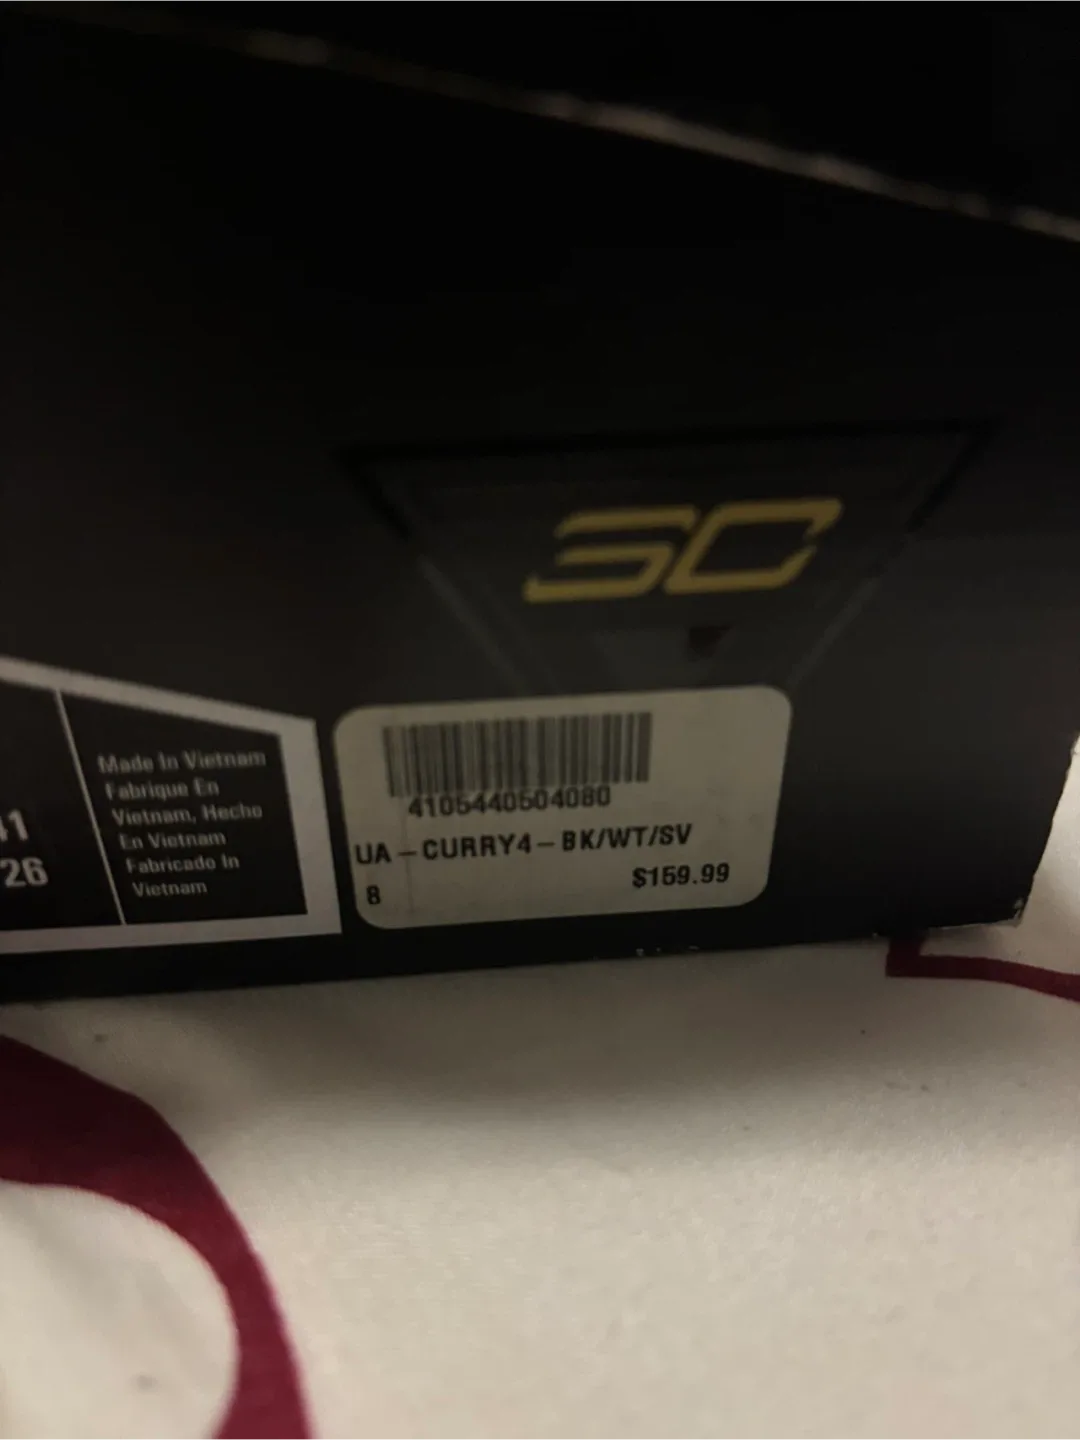 SC
41
26
Made In Vietnam
Fabrique En
Vietnam, Hecho
En Vietnam
Fabricado In
Vietnam
4105440504080
UA-CURRY4-BK/WT/SV
8
$159.99